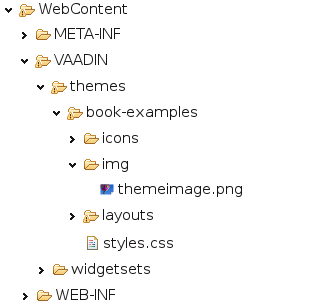 WebContent
META-INF
VAADIN
themes
book-examples
icons
img
themeimage.png
layouts
styles.css
widgetsets
WEB-INF